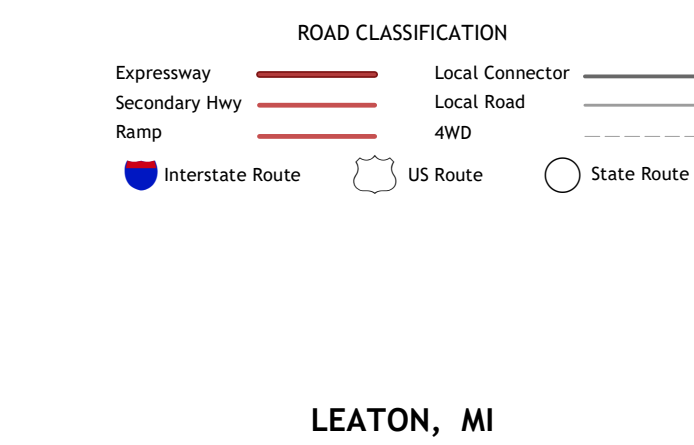 ROAD CLASSIFICATION
Expressway
Local Connector
Secondary Hwy
Local Road
Ramp
4WD
Interstate Route
US Route
State Route
LEATON, MI